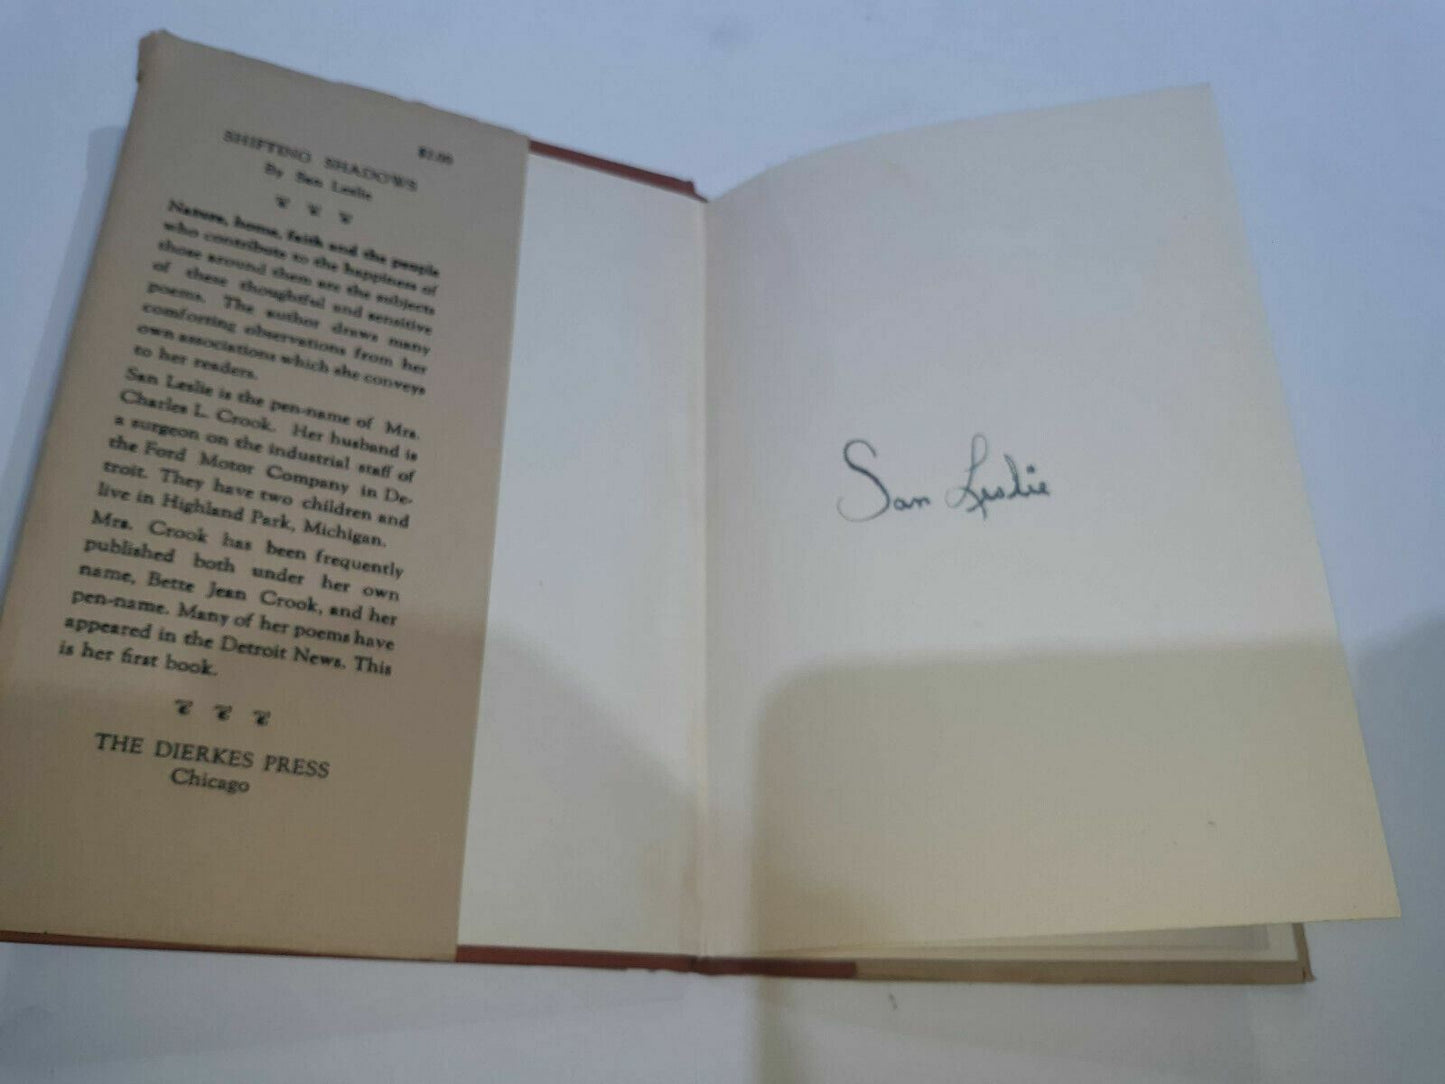 $2.00
SHIFTING SHADOWS
By San Leslie
Nature, home, faith and the people
who contribute to the happiness of
those around them are the subjects
of these thoughtful and sensitive
poems. The author draws many
comforting observations from her
own associations which she conveys
to her readers.
San Leslie is the pen-name of Mrs.
Charles L. Crook. Her husband is
a surgeon on the industrial staff of
the Ford Motor Company in De-
troit. They have two children and
live in Highland Park, Michigan.
Mrs. Crook has been frequently
published both under her own
name, Bette Jean Crook, and her
pen-name. Many of her poems have
appeared in the Detroit News. This
is her first book.
THE DIERKES PRESS
Chicago
San Leslie